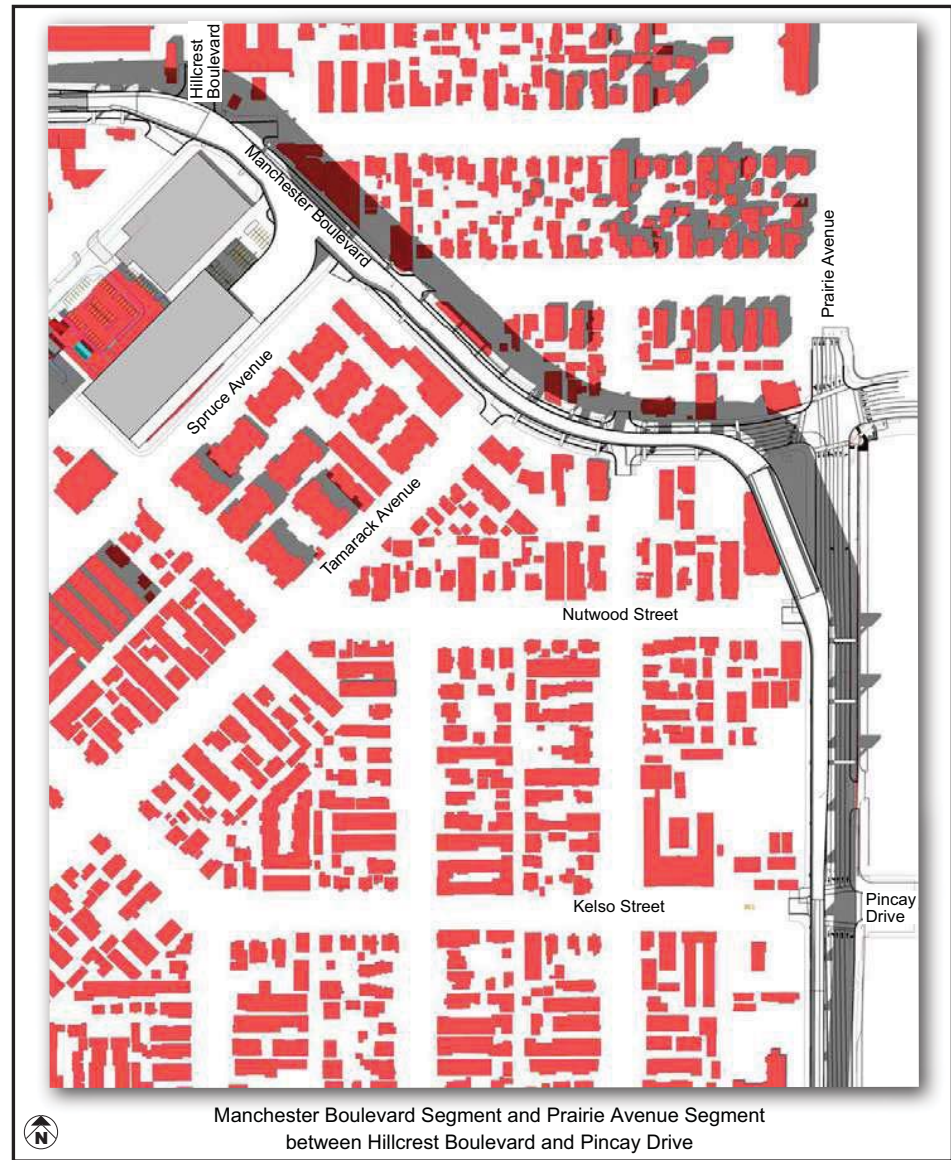 Hillcrest
Boulevard
Manchester Boulevard
Prairie Avenue
Spruce Avenue
Tamarack Avenue
Nutwood Street
Kelso Street
Pincay
Drive
N
Manchester Boulevard Segment and Prairie Avenue Segment
between Hillcrest Boulevard and Pincay Drive